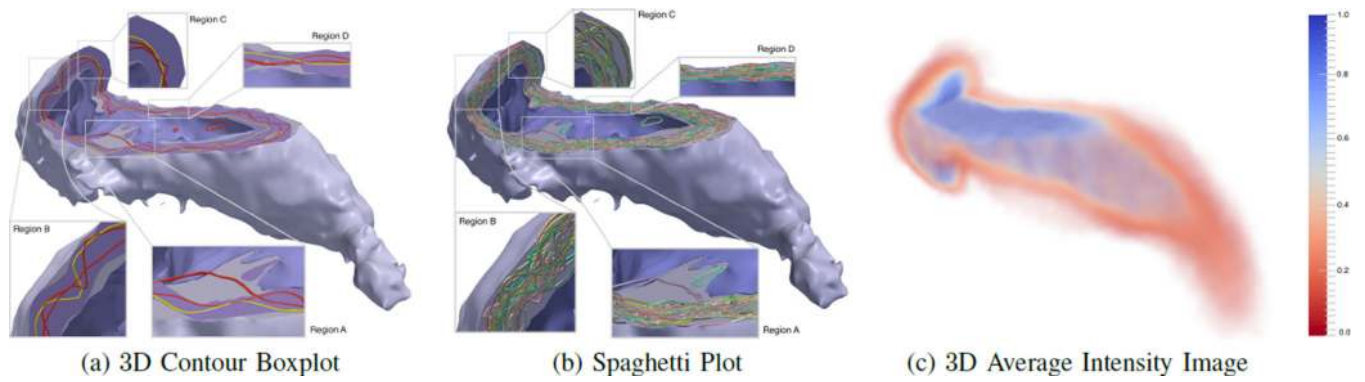 Region C
Region D
Region B
Region A
(a) 3D Contour Boxplot
Region C
Region D
Region B
Region A
(b) Spaghetti Plot
1.0
0.8
0.6
0.4
0.2
0.0
(c) 3D Average Intensity Image